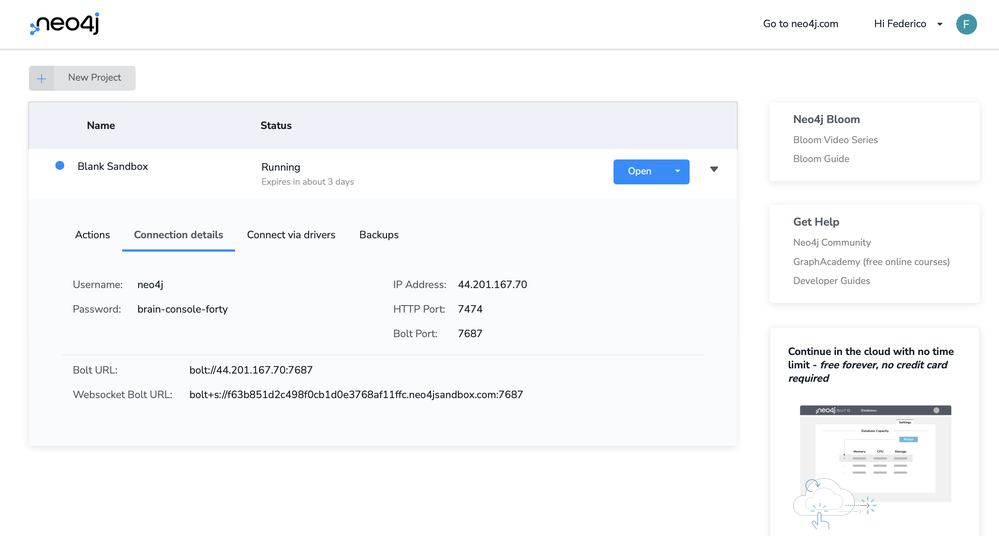 neo4j
Go to neo4j.com
Hi Federico
F
New Project
Name
Status
Blank Sandbox
Running
Expires in about 3 days
Open
Actions
Connection details
Connect via drivers
Backups
Username: neo4j
Password: brain-console-forty
IP Address: 44.201.167.70
HTTP Port: 7474
Bolt Port: 7687
Bolt URL: bolt://44.201.167.70:7687
Websocket Bolt URL: bolt+s://f63b851d2c498f0cb1d0e3768af11ffc.neo4jsandbox.com:7687
Neo4j Bloom
Bloom Video Series
Bloom Guide
Get Help
Neo4j Community
GraphAcademy (free online courses)
Developer Guides
Continue in the cloud with no time
limit - free forever, no credit card
required
neo4j aura
Databases
Settings
Database Capacity
Resize
Memory CPU Storage